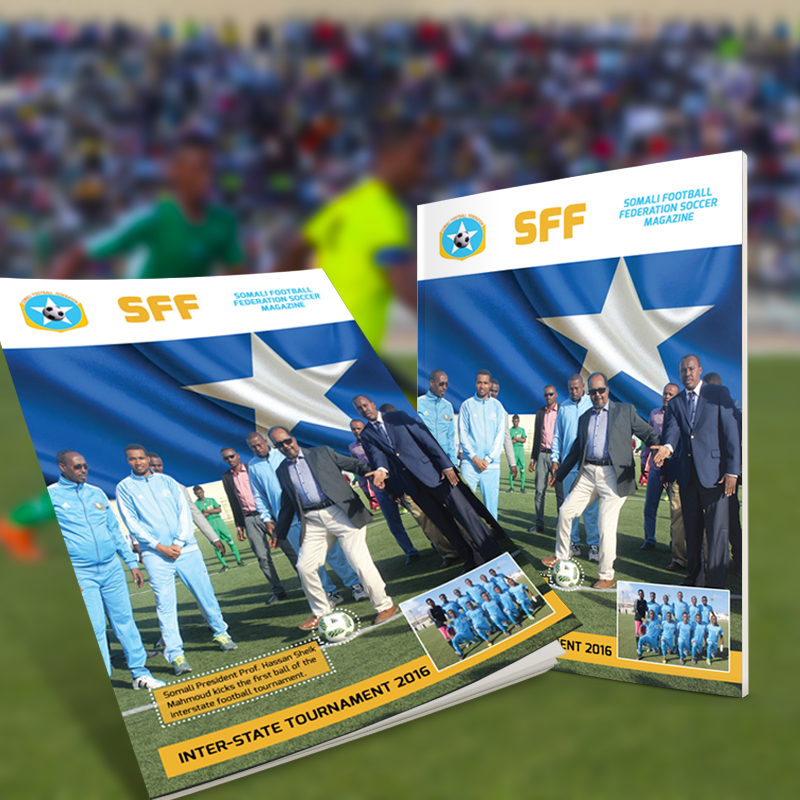 SFF
SOMALI FOOTBALL
FEDERATION SOCCER
MAGAZINE
Somali President Prof. Hassan Sheik
Mahmoud kicks the first ball of the
interstate football tournament.
INTER-STATE TOURNAMENT 2016
SFF
SOMALI FOOTBALL
FEDERATION SOCCER
MAGAZINE
ENT 2016